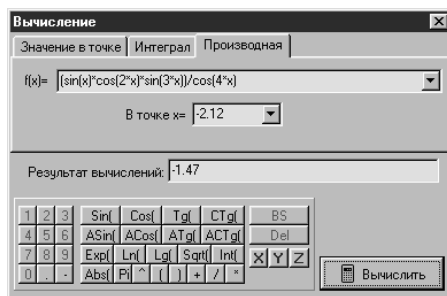 Вычисление
Значение в точке Интеграл Производная
f(x)= (sin(x)*cos(2*x)*sin(3*x))/cos(4*x)
В точке x= -2.12
Результат вычислений: -1.47
1 2 3 Sin( Cos( Tg( CTg( BS
4 5 6 ASin( ACos( ATg( ACTg( Del
7 8 9 Exp( Ln( Lg( Sqrt( Int( X Y Z
0 . - Abs( Pi ^ ( ) + / * Вычислить